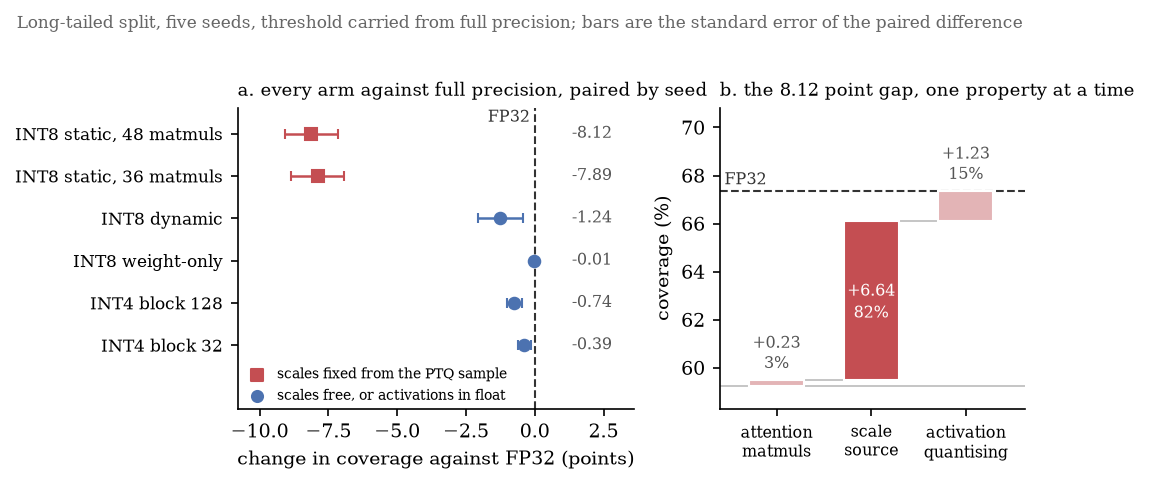 Long-tailed split, five seeds, threshold carried from full precision; bars are the standard error of the paired difference
a. every arm against full precision, paired by seed
FP32
INT8 static, 48 matmuls
-8.12
INT8 static, 36 matmuls
-7.89
INT8 dynamic
-1.24
INT8 weight-only
-0.01
INT4 block 128
-0.74
INT4 block 32
-0.39
scales fixed from the PTQ sample
scales free, or activations in float
−10.0
−7.5
−5.0
−2.5
0.0
2.5
change in coverage against FP32 (points)
b. the 8.12 point gap, one property at a time
coverage (%)
70
68
66
64
62
60
FP32
+0.23
3%
+6.64
82%
+1.23
15%
attention
matmuls
scale
source
activation
quantising